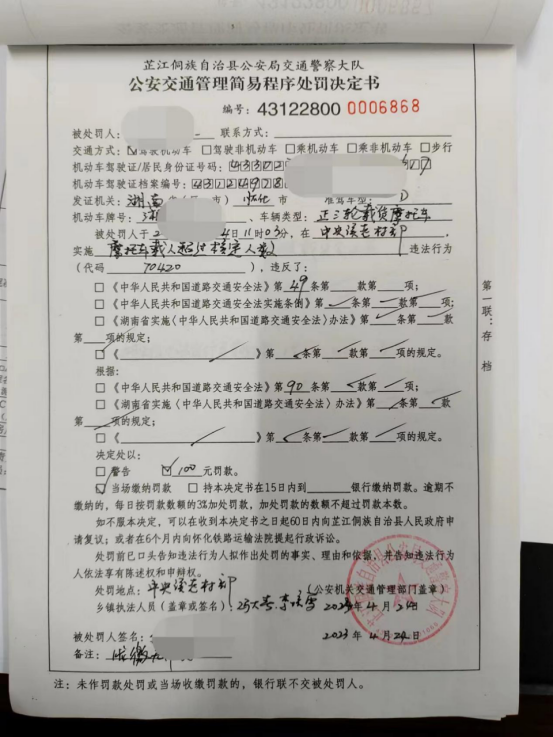 芷江侗族自治县公安局交通警察大队
公安交通管理简易程序处罚决定书
编号：43122800 0006868
被处罚人： 联系方式：
交通方式：☑驾驶机动车 □驾驶非机动车 □乘机动车 □乘非机动车 □步行
机动车驾驶证/居民身份证号码：
机动车驾驶证档案编号：
发证机关：湖南省（ 市）怀化 准驾车型：D
机动车牌号： 、车辆类型：正三轮载货摩托车
被处罚人于 4日11时03分，在
实施 摩托车载人超过核定人数 违法行为
（代码 70420 ），违反了：
□《中华人民共和国道路交通安全法》第49条第 款第 项；
□《中华人民共和国道路交通安全法实施条例》第 条第 款第 项；
□《湖南省实施〈中华人民共和国道路交通安全法〉办法》第 条第 款
第 项的规定；
□《 》第 条第 款第 项的规定。
根据：
□《中华人民共和国道路交通安全法》第90条第 款第 项；
□《湖南省实施〈中华人民共和国道路交通安全法〉办法》第 条第 款
第 项的规定；
□《 》第 条第 款第 项的规定。
决定处以：
□警告 ☑100元罚款。
☑当场缴纳罚款 □持本决定书在15日内到 银行缴纳罚款。逾期不
缴纳的，每日按罚款数额的3%加处罚款，加处罚款的数额不超过罚款本数。
如不服本决定，可以在收到本决定书之日起60日内向芷江侗族自治县人民政府申
请复议；或者在6个月内向怀化铁路运输法院提起行政诉讼。
处罚前已口头告知违法行为人拟作出处罚的事实、理由和依据，并告知违法行为
人依法享有陈述权和申辩权。
处罚地点：
（公安机关交通管理部门盖章）
乡镇执法人员（盖章或签名）： 2023年4月24日
被处罚人签名： 2023年4月24日
备注：
注：未作罚款处罚或当场收缴罚款的，银行联不交被处罚人。
第一联：存档